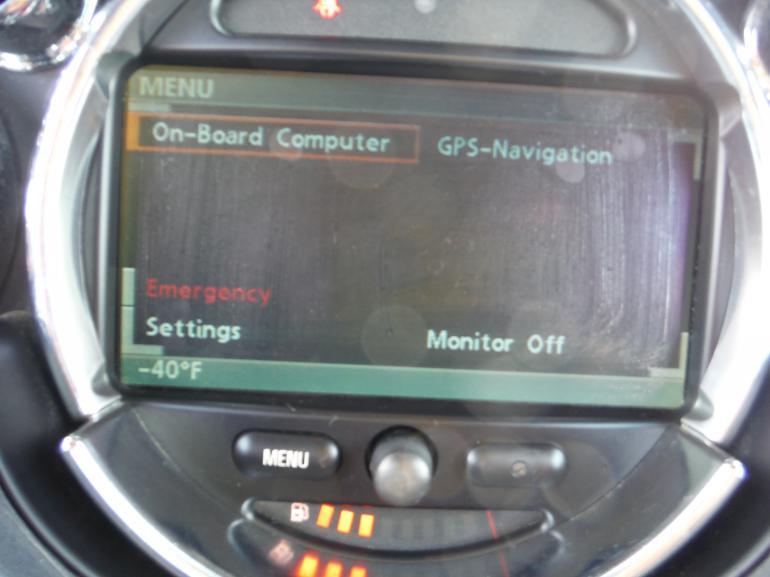 MENU
On-Board Computer
GPS-Navigation
Emergency
Settings
Monitor Off
-40°F
MENU